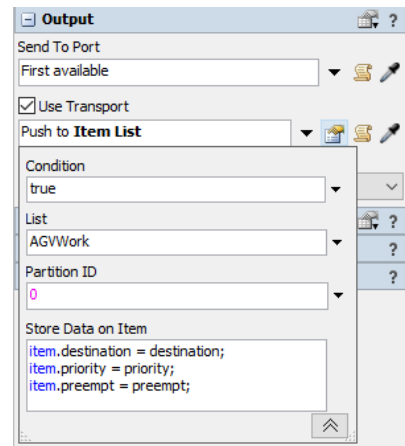 Output
?
Send To Port
First available
Use Transport
Push to Item List
Condition
true
List
?
AGVWork
?
Partition ID
?
0
Store Data on Item
item.destination = destination;
item.priority = priority;
item.preempt = preempt;